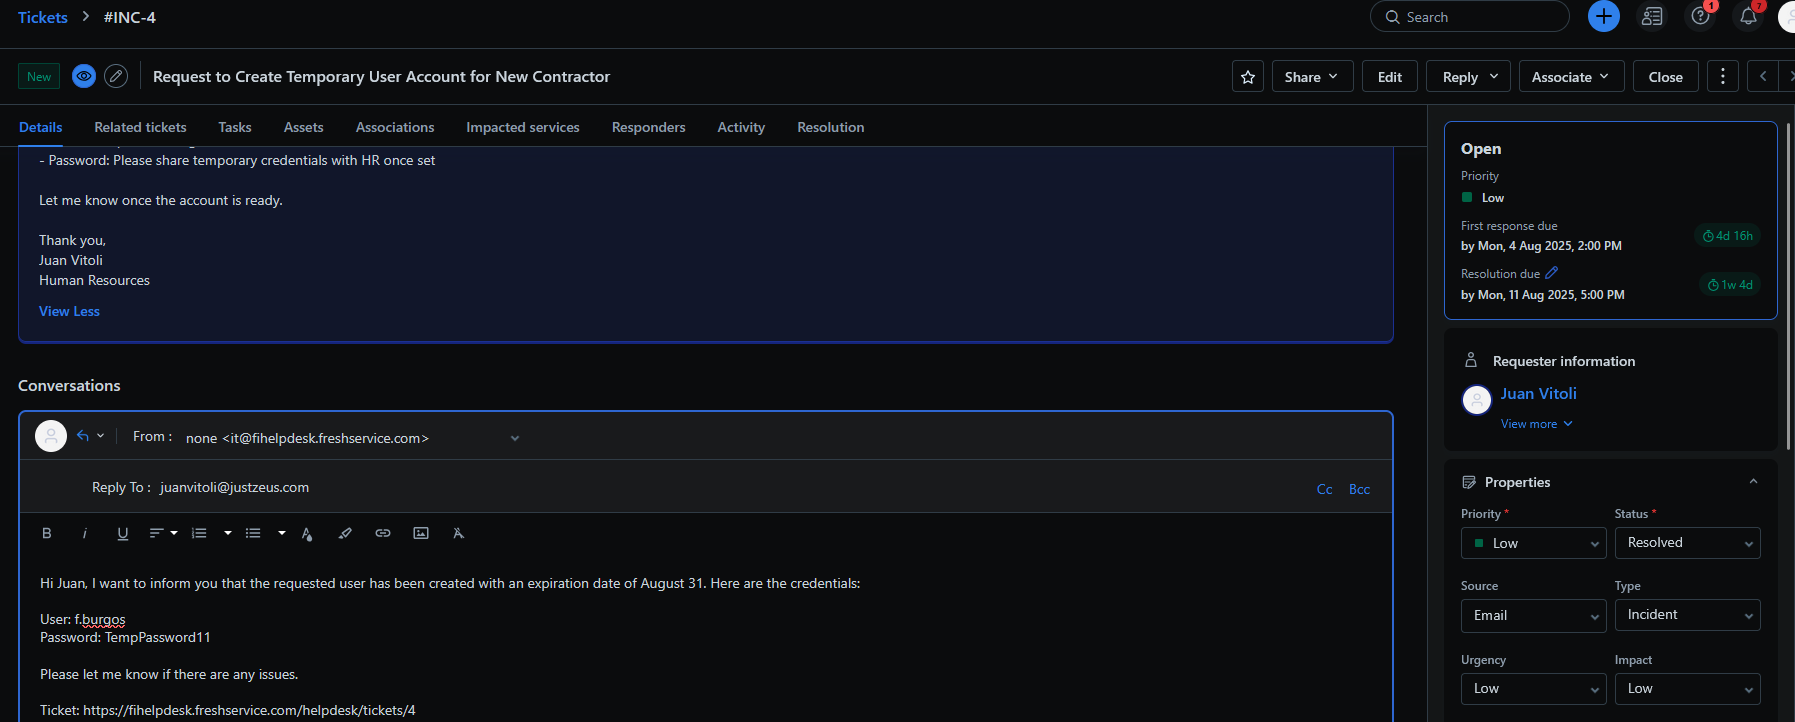 Tickets > #INC-4
Search
1
7
New
Request to Create Temporary User Account for New Contractor
Share
Edit
Reply
Associate
Close
Details
Related tickets
Tasks
Assets
Associations
Impacted services
Responders
Activity
Resolution
- Password: Please share temporary credentials with HR once set
Let me know once the account is ready.
Thank you,
Juan Vitoli
Human Resources
View Less
Conversations
From : none <it@fihelpdesk.freshservice.com>
Reply To : juanvitoli@justzeus.com
Cc Bcc
B i U A
Hi Juan, I want to inform you that the requested user has been created with an expiration date of August 31. Here are the credentials:
User: f.burgos
Password: TempPassword11
Please let me know if there are any issues.
Ticket: https://fihelpdesk.freshservice.com/helpdesk/tickets/4
Open
Priority
Low
First response due
by Mon, 4 Aug 2025, 2:00 PM
4d 16h
Resolution due
by Mon, 11 Aug 2025, 5:00 PM
1w 4d
Requester information
Juan Vitoli
View more
Properties
Priority * Status *
Low Resolved
Source Type
Email Incident
Urgency Impact
Low Low